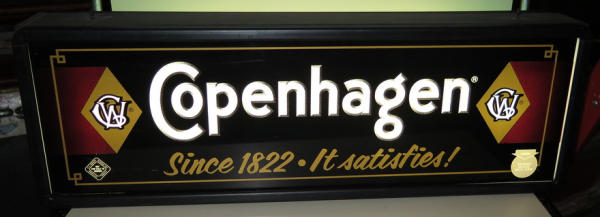 Copenhagen®
Since 1822 • It satisfies!